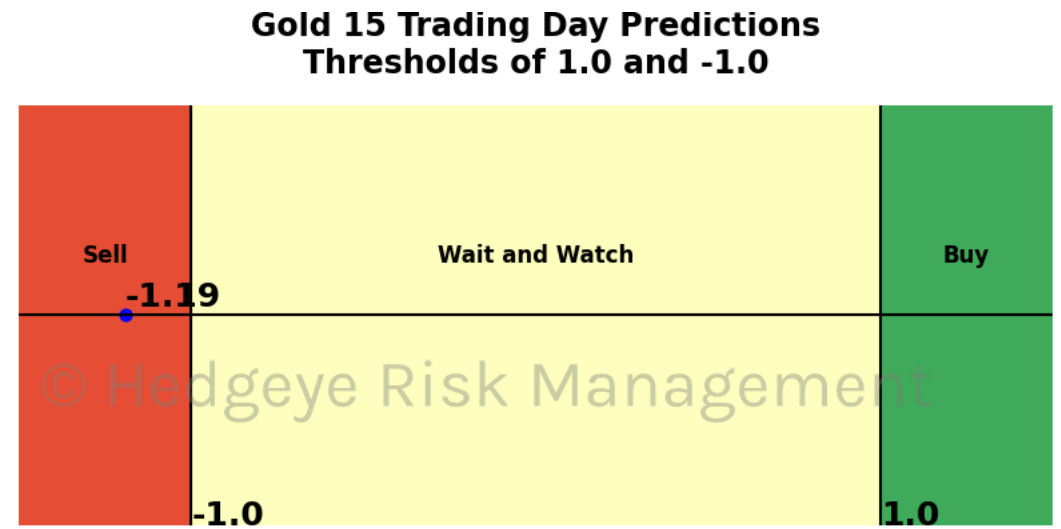 Gold 15 Trading Day Predictions
Thresholds of 1.0 and -1.0
Sell
Wait and Watch
Buy
-1.19
© Hedgeye Risk Management
-1.0
1.0